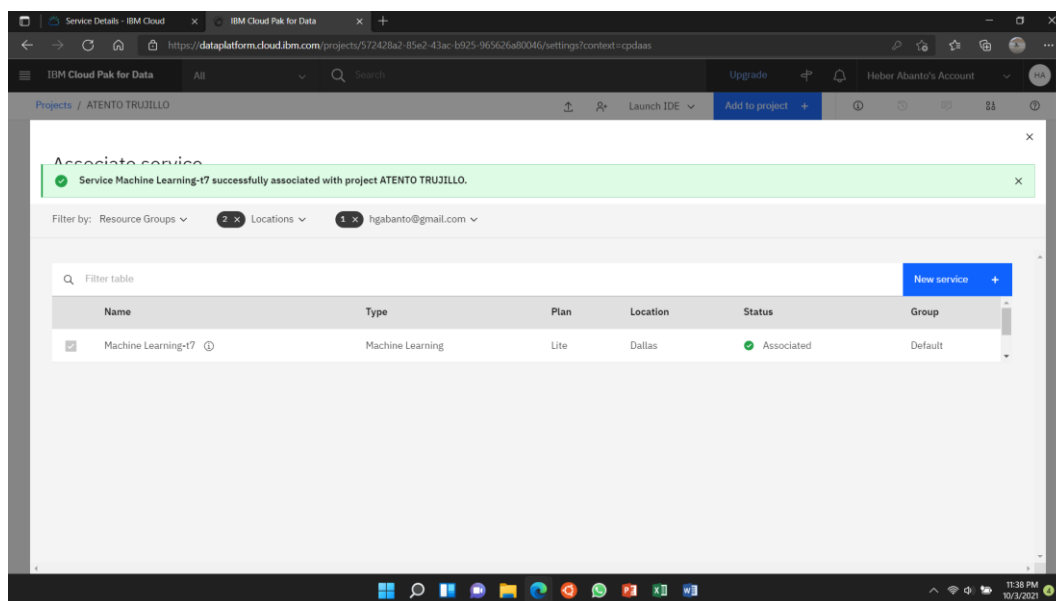 Service Details - IBM Cloud
IBM Cloud Pak for Data
https://dataplatform.cloud.ibm.com/projects/572428a2-85e2-43ac-b925-965626a80046/settings?context=cpdaas
IBM Cloud Pak for Data All Search Upgrade Heber Abanto's Account HA
Projects / ATENTO TRUJILLO Launch IDE Add to project +
Associate service
Service Machine Learning-t7 successfully associated with project ATENTO TRUJILLO.
Filter by: Resource Groups 2 × Locations 1 × hgabanto@gmail.com
Filter table New service +
Name Type Plan Location Status Group
Machine Learning-t7 Machine Learning Lite Dallas Associated Default
11:38 PM
10/3/2021